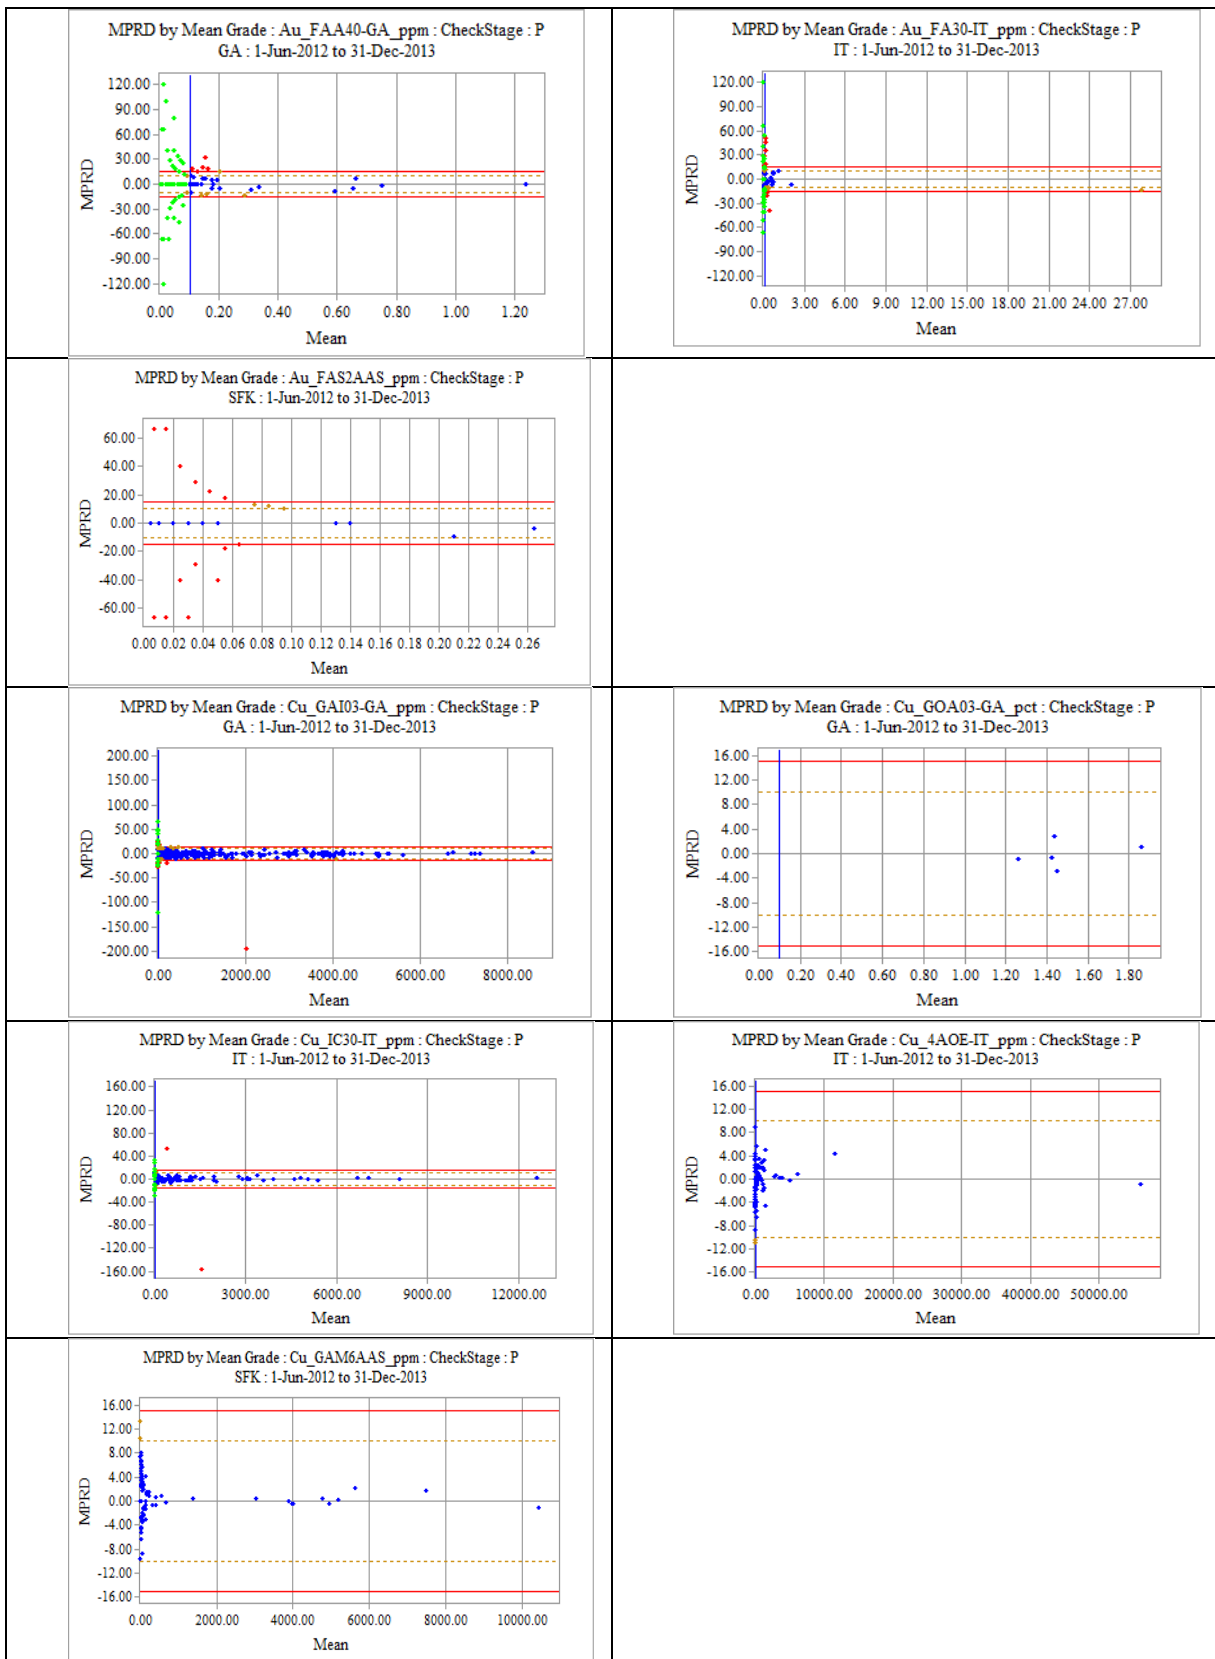 MPRD by Mean Grade : Au_FAA40-GA_ppm : CheckStage : P
GA : 1-Jun-2012 to 31-Dec-2013
120.00
90.00
60.00
30.00
0.00
-30.00
-60.00
-90.00
-120.00
MPRD
0.00 0.20 0.40 0.60 0.80 1.00 1.20
Mean
MPRD by Mean Grade : Au_FA30-IT_ppm : CheckStage : P
IT : 1-Jun-2012 to 31-Dec-2013
120.00
90.00
60.00
30.00
0.00
-30.00
-60.00
-90.00
-120.00
MPRD
0.00 3.00 6.00 9.00 12.00 15.00 18.00 21.00 24.00 27.00
Mean
MPRD by Mean Grade : Au_FAS2AAS_ppm : CheckStage : P
SFK : 1-Jun-2012 to 31-Dec-2013
60.00
40.00
20.00
0.00
-20.00
-40.00
-60.00
MPRD
0.00 0.02 0.04 0.06 0.08 0.10 0.12 0.14 0.16 0.18 0.20 0.22 0.24 0.26
Mean
MPRD by Mean Grade : Cu_GAI03-GA_ppm : CheckStage : P
GA : 1-Jun-2012 to 31-Dec-2013
200.00
150.00
100.00
50.00
0.00
-50.00
-100.00
-150.00
-200.00
MPRD
0.00 2000.00 4000.00 6000.00 8000.00
Mean
MPRD by Mean Grade : Cu_GOA03-GA_pct : CheckStage : P
GA : 1-Jun-2012 to 31-Dec-2013
16.00
12.00
8.00
4.00
0.00
-4.00
-8.00
-12.00
-16.00
MPRD
0.00 0.20 0.40 0.60 0.80 1.00 1.20 1.40 1.60 1.80
Mean
MPRD by Mean Grade : Cu_IC30-IT_ppm : CheckStage : P
IT : 1-Jun-2012 to 31-Dec-2013
160.00
120.00
80.00
40.00
0.00
-40.00
-80.00
-120.00
-160.00
MPRD
0.00 3000.00 6000.00 9000.00 12000.00
Mean
MPRD by Mean Grade : Cu_4AOE-IT_ppm : CheckStage : P
IT : 1-Jun-2012 to 31-Dec-2013
16.00
12.00
8.00
4.00
0.00
-4.00
-8.00
-12.00
-16.00
MPRD
0.00 10000.00 20000.00 30000.00 40000.00 50000.00
Mean
MPRD by Mean Grade : Cu_GAM6AAS_ppm : CheckStage : P
SFK : 1-Jun-2012 to 31-Dec-2013
16.00
12.00
8.00
4.00
0.00
-4.00
-8.00
-12.00
-16.00
MPRD
0.00 2000.00 4000.00 6000.00 8000.00 10000.00
Mean